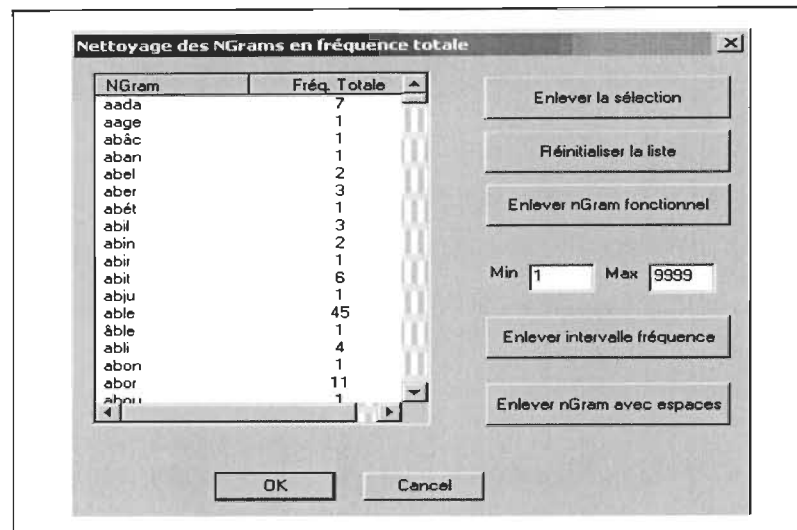 Nettoyage des NGrams en fréquence totale
NGram Fréq. Totale
aada 7
aage 1
abâc 1
aban 1
abel 2
aber 3
abét 1
abil 3
abin 2
abir 1
abit 6
abju 1
able 45
âble 1
abli 4
abon 1
abor 11
abou 1
Enlever la sélection
Réinitialiser la liste
Enlever nGram fonctionnel
Min 1 Max 9999
Enlever intervalle fréquence
Enlever nGram avec espaces
OK Cancel